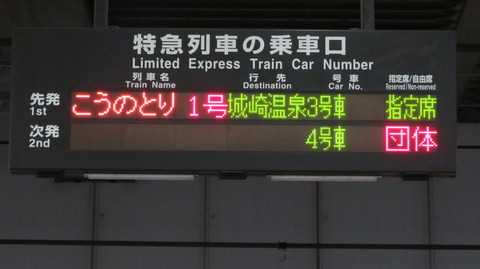 特急列車の乗車口
Limited Express Train Car Number
列車名 行先 号車 指定席/自由席
Train Name Destination Car No. Reserved/Non-reserved
先発 こうのとり 1号 城崎温泉 3号車 指定席
1st
次発 4号車 団体
2nd